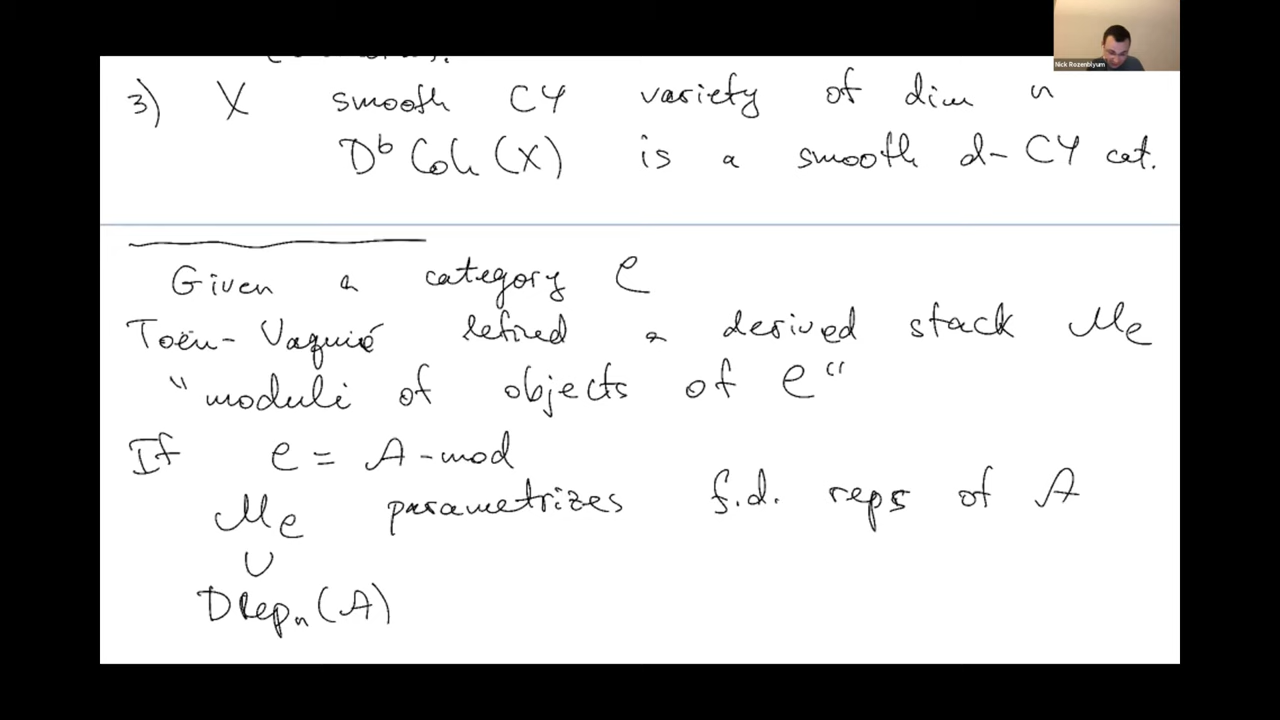 Nick Rozenblyum
3) X smooth CY variety of dim n
D^b Coh(X) is a smooth d-CY cat.
Given a category C
Toën-Vaquié defined a derived stack M_C
"moduli of objects of C"
If C = A-mod
M_C parametrizes f.d. reps of A
∪
DRep_n(A)